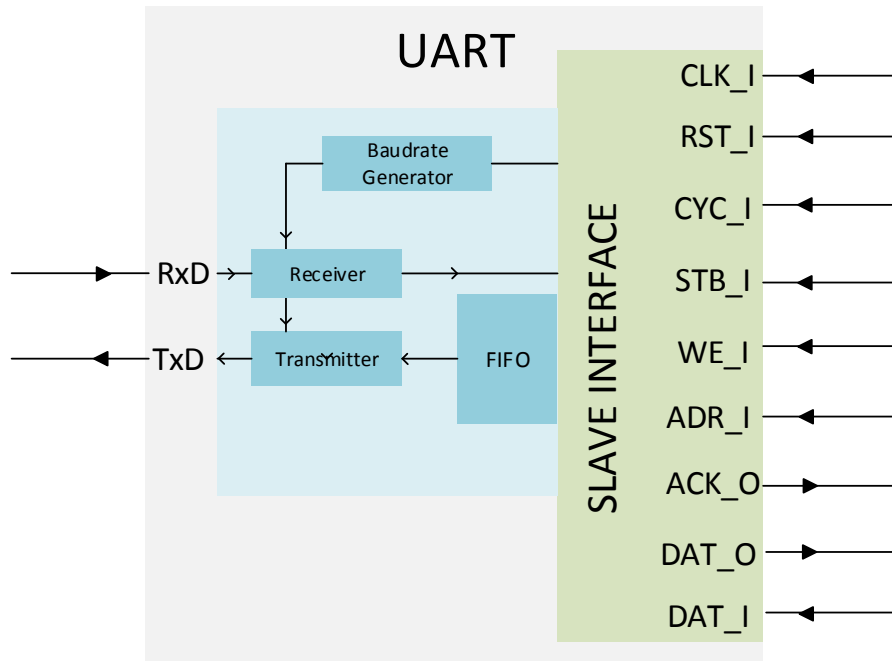 UART
Baudrate
Generator
RxD
Receiver
TxD
Transmitter
FIFO
SLAVE INTERFACE
CLK_I
RST_I
CYC_I
STB_I
WE_I
ADR_I
ACK_O
DAT_O
DAT_I